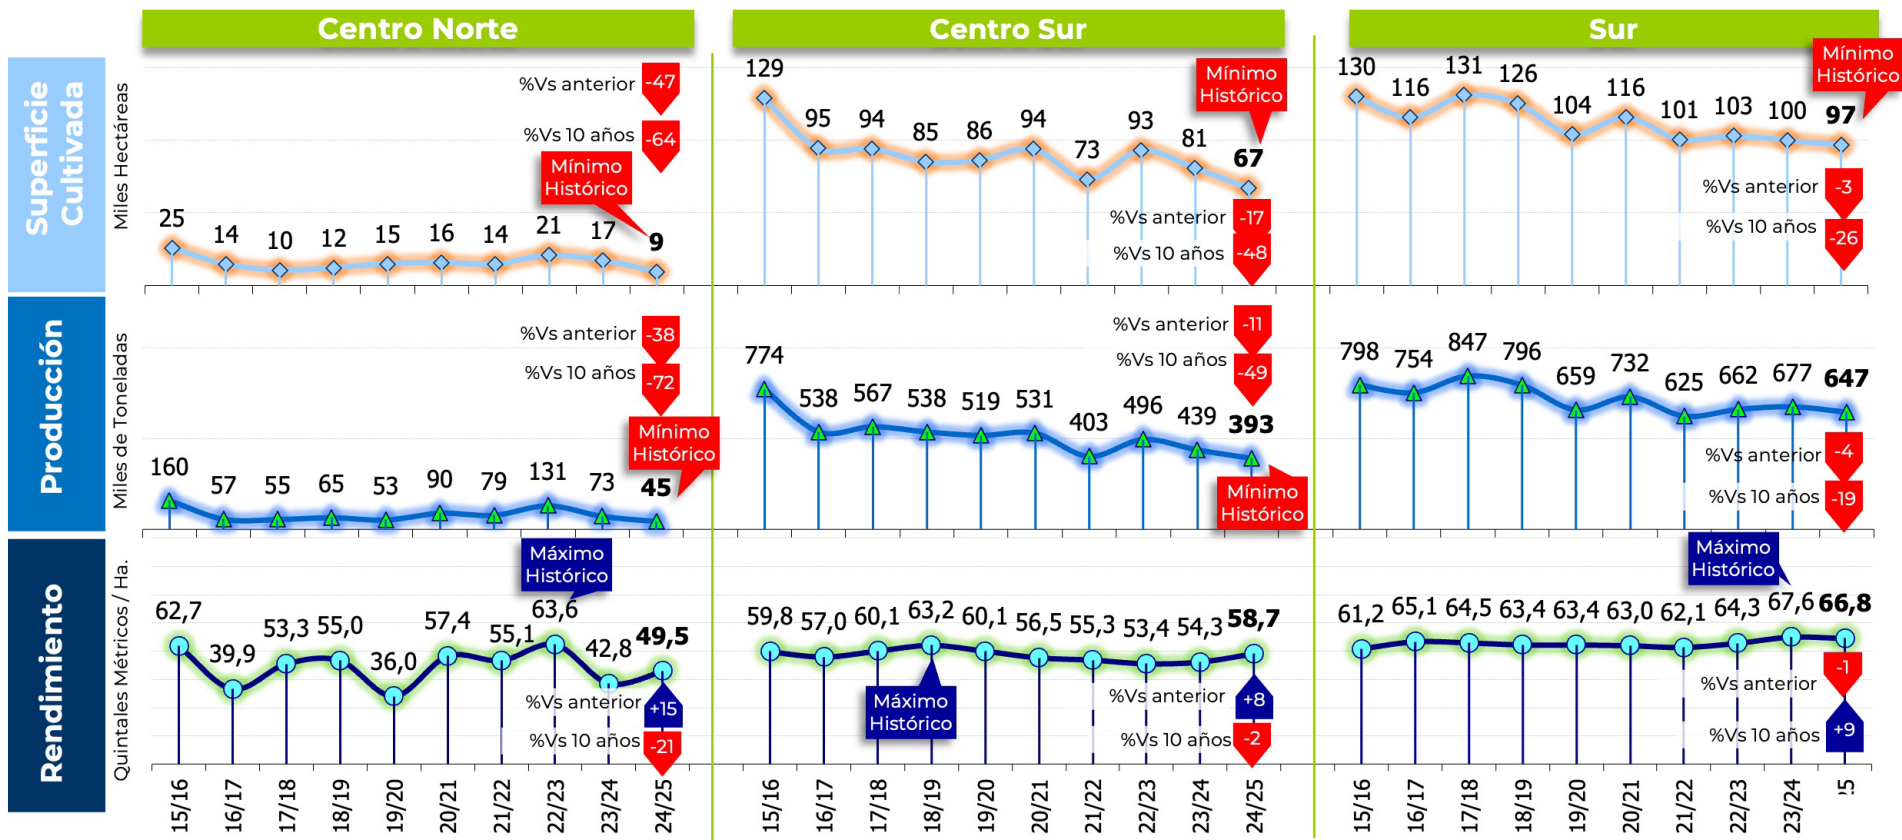 Centro Norte
Centro Sur
Sur
Superficie
Cultivada
Miles Hectáreas
%Vs anterior -47
%Vs 10 años -64
Mínimo
Histórico
25 14 10 12 15 16 14 21 17 9
129 95 94 85 86 94 73 93 81 67
Mínimo
Histórico
%Vs anterior -17
%Vs 10 años -48
130 116 131 126 104 116 101 103 100 97
Mínimo
Histórico
%Vs anterior -3
%Vs 10 años -26
Producción
Miles de Toneladas
%Vs anterior -38
%Vs 10 años -72
Mínimo
Histórico
160 57 55 65 53 90 79 131 73 45
%Vs anterior -11
%Vs 10 años -49
774 538 567 538 519 531 403 496 439 393
Mínimo
Histórico
798 754 847 796 659 732 625 662 677 647
%Vs anterior -4
%Vs 10 años -19
Rendimiento
Quintales Métricos / Ha.
Máximo
Histórico
62,7 39,9 53,3 55,0 36,0 57,4 55,1 63,6 42,8 49,5
%Vs anterior +15
%Vs 10 años -21
59,8 57,0 60,1 63,2 60,1 56,5 55,3 53,4 54,3 58,7
Máximo
Histórico
%Vs anterior +8
%Vs 10 años -2
Máximo
Histórico
61,2 65,1 64,5 63,4 63,4 63,0 62,1 64,3 67,6 66,8
%Vs anterior -1
%Vs 10 años +9
15/16 16/17 17/18 18/19 19/20 20/21 21/22 22/23 23/24 24/25
15/16 16/17 17/18 18/19 19/20 20/21 21/22 22/23 23/24 24/25
15/16 16/17 17/18 18/19 19/20 20/21 21/22 22/23 23/24